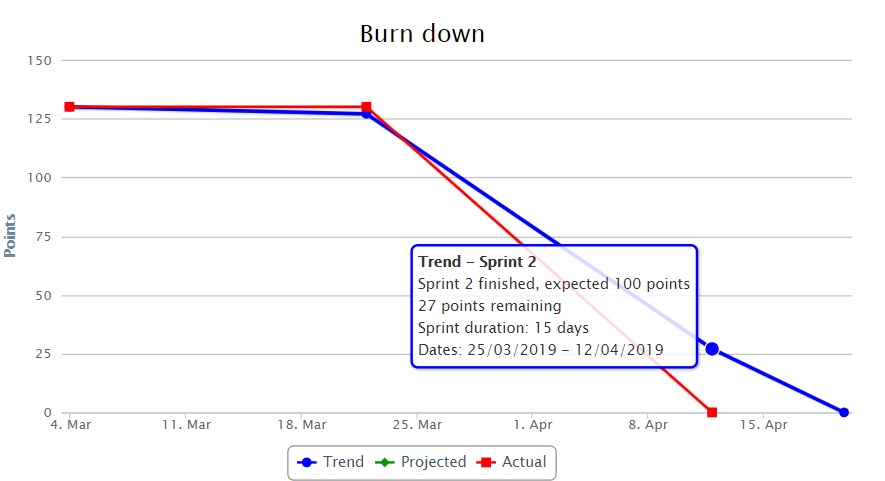 Burn down
150
125
100
75
50
25
0
Points
Trend - Sprint 2
Sprint 2 finished, expected 100 points
27 points remaining
Sprint duration: 15 days
Dates: 25/03/2019 - 12/04/2019
4. Mar 11. Mar 18. Mar 25. Mar 1. Apr 8. Apr 15. Apr
Trend Projected Actual